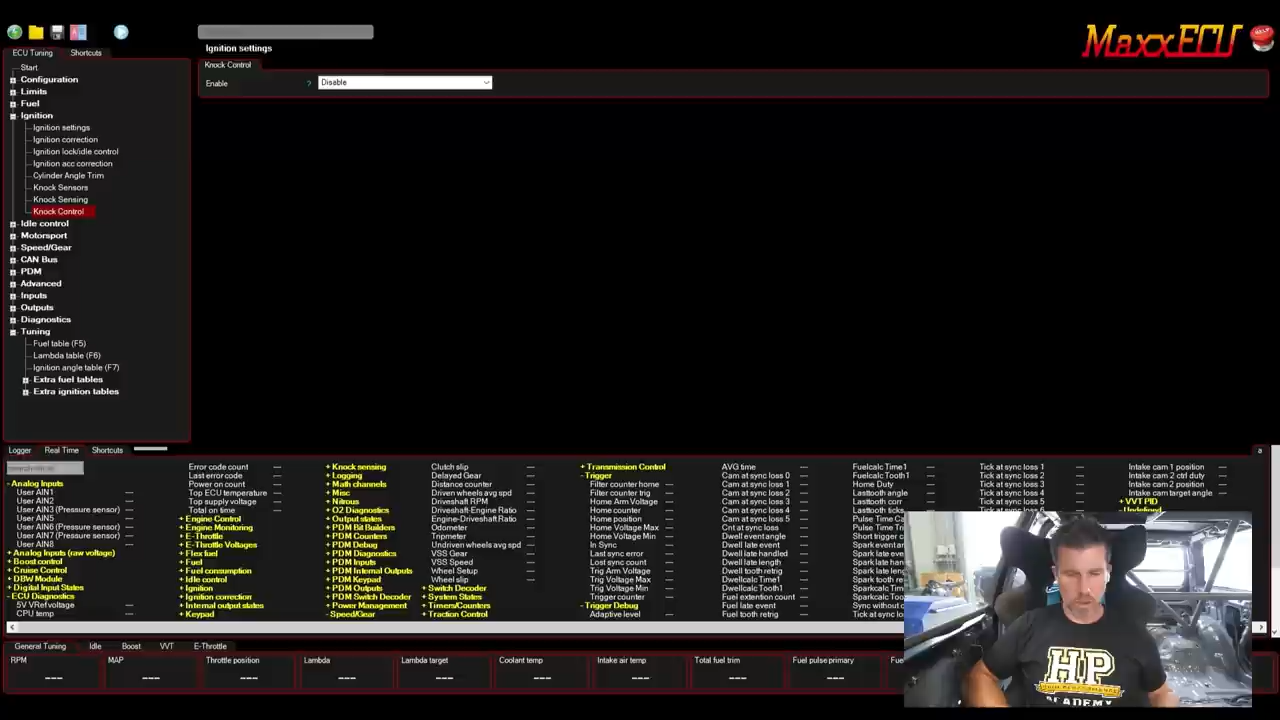 MaxxECU
HELP
ECU Tuning
Shortcuts
Start
Configuration
Limits
Fuel
Ignition
Ignition settings
Ignition correction
Ignition lock/idle control
Ignition acc correction
Cylinder Angle Trim
Knock Sensors
Knock Sensing
Knock Control
Idle control
Motorsport
Speed/Gear
CAN Bus
PDM
Advanced
Inputs
Outputs
Diagnostics
Tuning
Fuel table (F5)
Lambda table (F6)
Ignition angle table (F7)
Extra fuel tables
Extra ignition tables
Ignition settings
Knock Control
Enable
?
Disable
Logger
Real Time
Shortcuts
- Analog Inputs
User AIN1 ---
User AIN2 ---
User AIN3 (Pressure sensor) ---
User AIN5 ---
User AIN6 (Pressure sensor) ---
User AIN7 (Pressure sensor) ---
User AIN8 ---
+ Analog Inputs (raw voltage)
+ Boost control
+ Cruise Control
+ DBW Module
+ Digital Input States
- ECU Diagnostics
5V VRef voltage ---
CPU temp ---
Error code count ---
Last error code ---
Power on count ---
Top ECU temperature ---
Top supply voltage ---
Total on time ---
+ Engine Control
+ Engine Monitoring
+ E-Throttle
+ E-Throttle Voltages
+ Flex fuel
+ Fuel
+ Fuel consumption
+ Idle control
+ Ignition
+ Ignition correction
+ Internal output states
+ Keypad
+ Knock sensing
+ Logging
+ Math channels
+ Misc
+ Nitrous
+ O2 Diagnostics
+ Output states
+ PDM Bit Builders
+ PDM Counters
+ PDM Debug
+ PDM Diagnostics
+ PDM Inputs
+ PDM Internal Outputs
+ PDM Keypad
+ PDM Outputs
+ PDM Switch Decoder
+ Power Management
- Speed/Gear
Clutch slip ---
Delayed Gear ---
Distance counter ---
Driven wheels avg spd ---
Driveshaft RPM ---
Driveshaft-Engine Ratio ---
Engine-Driveshaft Ratio ---
Odometer ---
Tripmeter ---
Undriven wheels avg spd ---
VSS Gear ---
VSS Speed ---
Wheel Setup ---
Wheel slip ---
+ Switch Decoder
+ System States
+ Timers/Counters
+ Traction Control
+ Transmission Control
- Trigger
Filter counter home ---
Filter counter trig ---
Home Arm Voltage ---
Home counter ---
Home position ---
Home Voltage Max ---
Home Voltage Min ---
In Sync ---
Last sync error ---
Lost sync count ---
Trig Arm Voltage ---
Trig Voltage Max ---
Trig Voltage Min ---
Trigger counter ---
- Trigger Debug
Adaptive level ---
AVG time ---
Cam at sync loss 0 ---
Cam at sync loss 1 ---
Cam at sync loss 2 ---
Cam at sync loss 3 ---
Cam at sync loss 4 ---
Cam at sync loss 5 ---
Cnt at sync loss ---
Dwell event angle ---
Dwell late event ---
Dwell late handled ---
Dwell late length ---
Dwell tooth retrig ---
Dwellcalc Time1 ---
Dwellcalc Tooth1 ---
Fuel extention count ---
Fuel late event ---
Fuel tooth retrig ---
Fuelcalc Time1 ---
Fuelcalc Tooth1 ---
Home Duty ---
Lasttooth angle ---
Lasttooth corr
Lasttooth ticks
Pulse Time
Pulse Time
Short trigger
Spark event
Spark late
Spark late
Spark late
Spark tooth
Sparkcalc
Sparkcalc
Sync without
Tick at sync
Tick at sync loss 1 ---
Tick at sync loss 2 ---
Tick at sync loss 3 ---
Tick at sync loss 4 ---
Tick at sync loss 5 ---
Intake cam 1 position ---
Intake cam 2 ctrl duty ---
Intake cam 2 position ---
Intake cam target angle ---
+ VVT PID
General Tuning
Idle
Boost
VVT
E-Throttle
RPM
MAP
Throttle position
Lambda
Lambda target
Coolant temp
Intake air temp
Total fuel trim
Fuel pulse primary
---
---
---
---
---
---
---
---
---
HP
ACADEMY